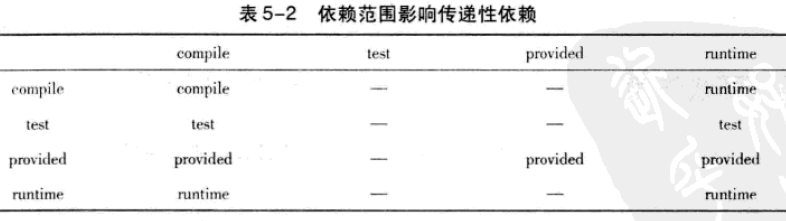 表5-2 依赖范围影响传递性依赖
compile test provided runtime
compile compile — — runtime
test test — — test
provided provided — provided provided
runtime runtime — — runtime